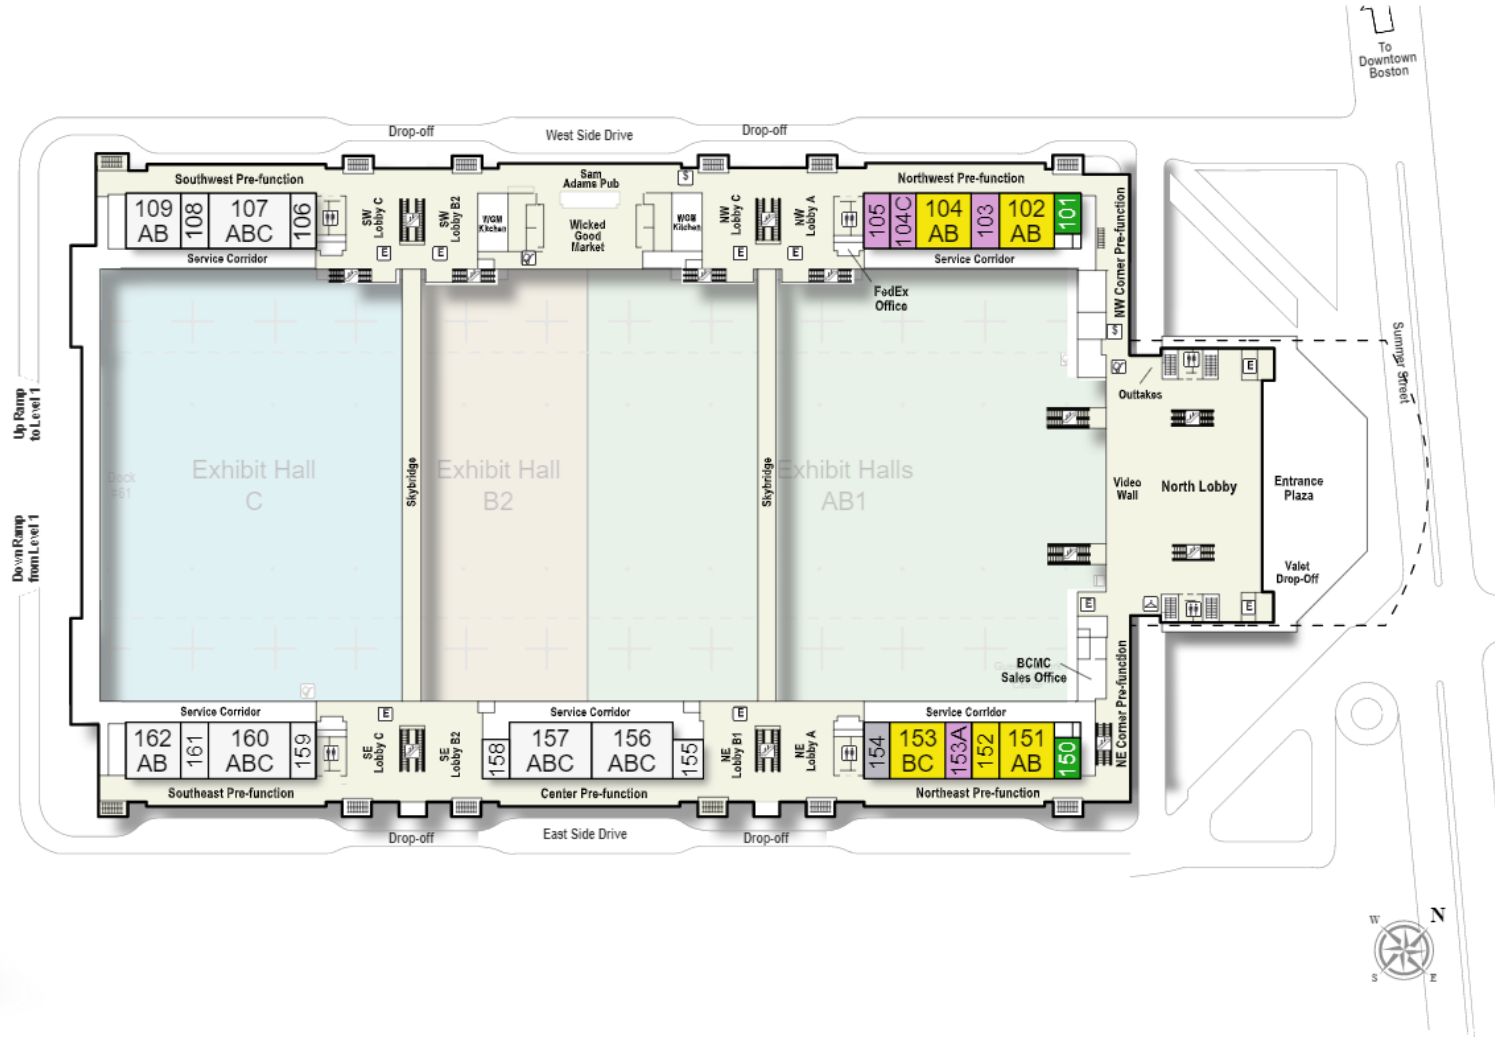 To
Downtown
Boston
Drop-off
West Side Drive
Drop-off
Southwest Pre-function
Sam
Adams Pub
$
Northwest Pre-function
109
AB
108
107
ABC
106
SW
Lobby C
SW
Lobby B2
WGM
Kitchen
Wicked
Good
Market
WGM
Kitchen
NW
Lobby C
NW
Lobby A
105
104C
104
AB
103
102
AB
101
NW Corner Pre-function
E
E
E
E
Service Corridor
Service Corridor
FedEx
Office
$
Summer Street
Outtakes
E
Up Ramp
to Level 1
Dock
#61
Exhibit Hall
C
Skybridge
Exhibit Hall
B2
Skybridge
Exhibit Halls
AB1
Video
Wall
North Lobby
Entrance
Plaza
Down Ramp
from Level 1
Valet
Drop-Off
E
E
BCMC
Sales Office
NE Corner Pre-function
Service Corridor
E
Service Corridor
E
Service Corridor
162
AB
161
160
ABC
159
SE
Lobby C
SE
Lobby B2
158
157
ABC
156
ABC
155
NE
Lobby B1
NE
Lobby A
154
153
BC
153A
152
151
AB
150
Southeast Pre-function
Center Pre-function
Northeast Pre-function
Drop-off
East Side Drive
Drop-off
W
N
S
E